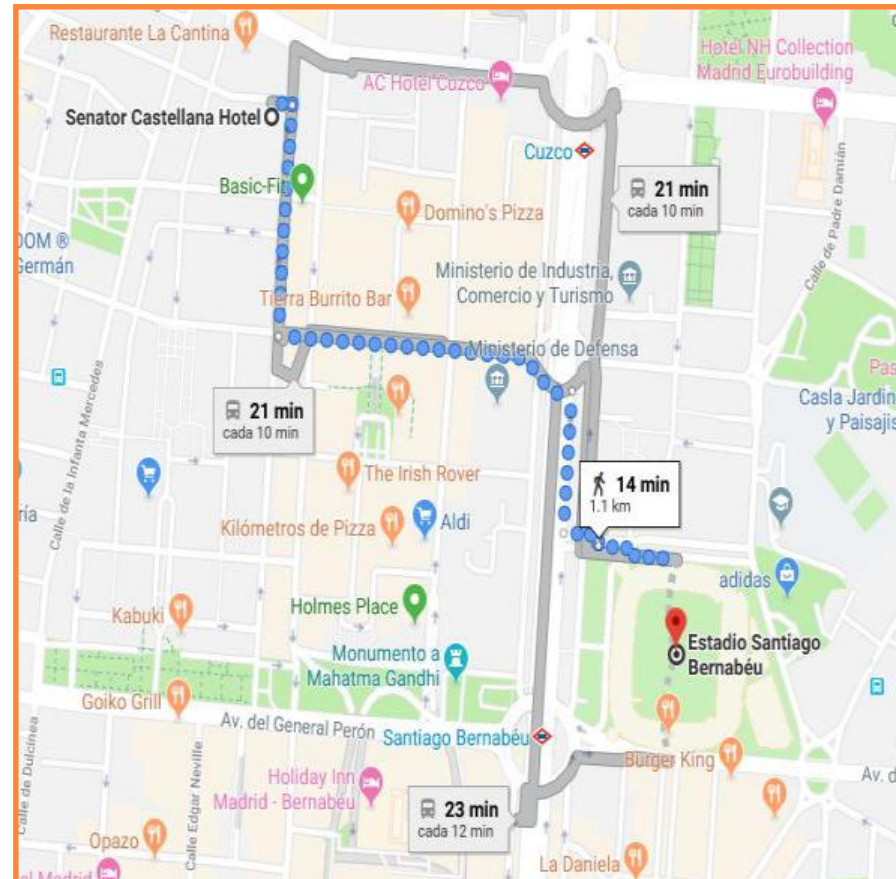 Restaurante La Cantina
Hotel NH Collection
Madrid Eurobuilding
AC Hotel Cuzco
Senator Castellana Hotel
Cuzco
Basic-Fit
21 min
cada 10 min
Domino's Pizza
Calle de Padre Damián
DOM ®
Germán
Ministerio de Industria,
Comercio y Turismo
Tierra Burrito Bar
Ministerio de Defensa
21 min
cada 10 min
Casla Jardin
y Paisajis
Calle de la Infanta Mercedes
The Irish Rover
14 min
1.1 km
Kilómetros de Pizza
Aldi
adidas
Holmes Place
Kabuki
Estadio Santiago
Bernabéu
Monumento a
Mahatma Gandhi
Goiko Grill
Av. del General Perón
Santiago Bernabéu
Burger King
Calle de Dulcinea
Calle Edgar Neville
Holiday Inn
Madrid - Bernabéu
Av. d
23 min
cada 12 min
Opazo
La Daniela
el Madrid